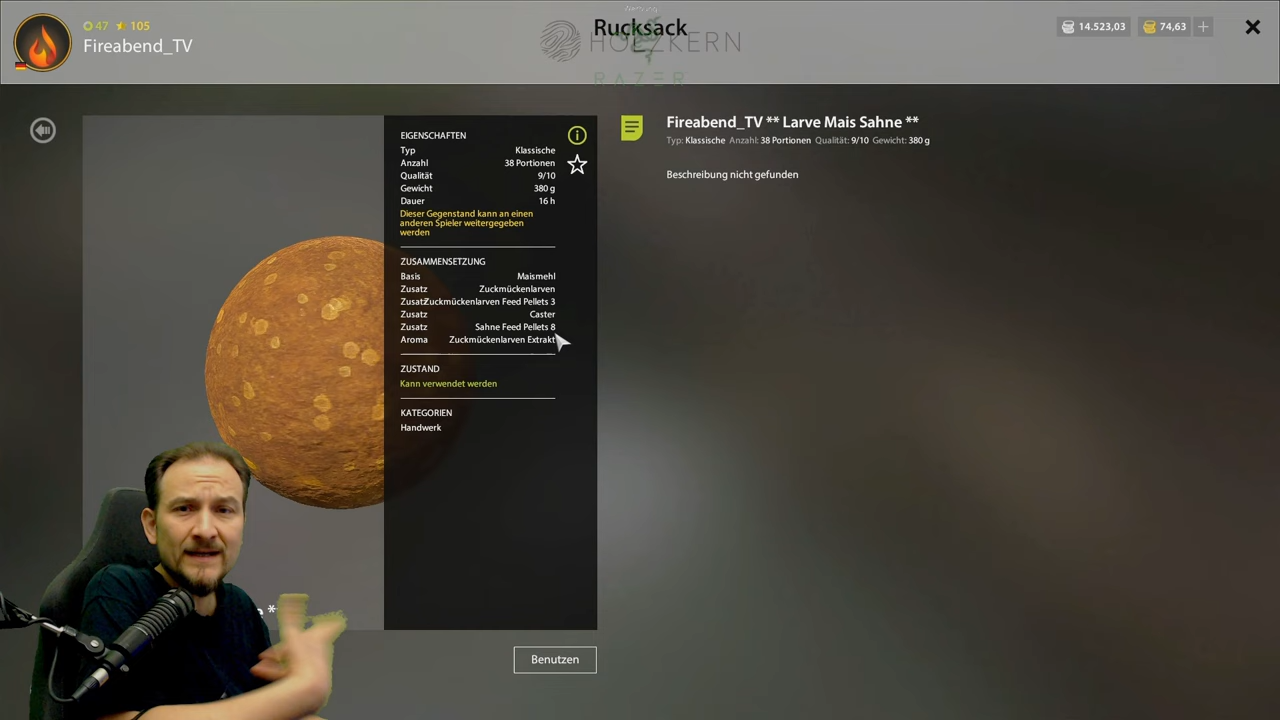 47 105
Fireabend_TV
Rucksack
HOLZKERN
RAZER
14.523,03
74,63
EIGENSCHAFTEN
Typ Klassische
Anzahl 38 Portionen
Qualität 9/10
Gewicht 380 g
Dauer 16 h
Dieser Gegenstand kann an einen
anderen Spieler weitergegeben
werden
ZUSAMMENSETZUNG
Basis Maismehl
Zusatz Zuckmückenlarven
Zusatz Zuckmückenlarven Feed Pellets 3
Zusatz Caster
Zusatz Sahne Feed Pellets 8
Aroma Zuckmückenlarven Extrakt
ZUSTAND
Kann verwendet werden
KATEGORIEN
Handwerk
Benutzen
Fireabend_TV ** Larve Mais Sahne **
Typ: Klassische Anzahl: 38 Portionen Qualität: 9/10 Gewicht: 380 g
Beschreibung nicht gefunden